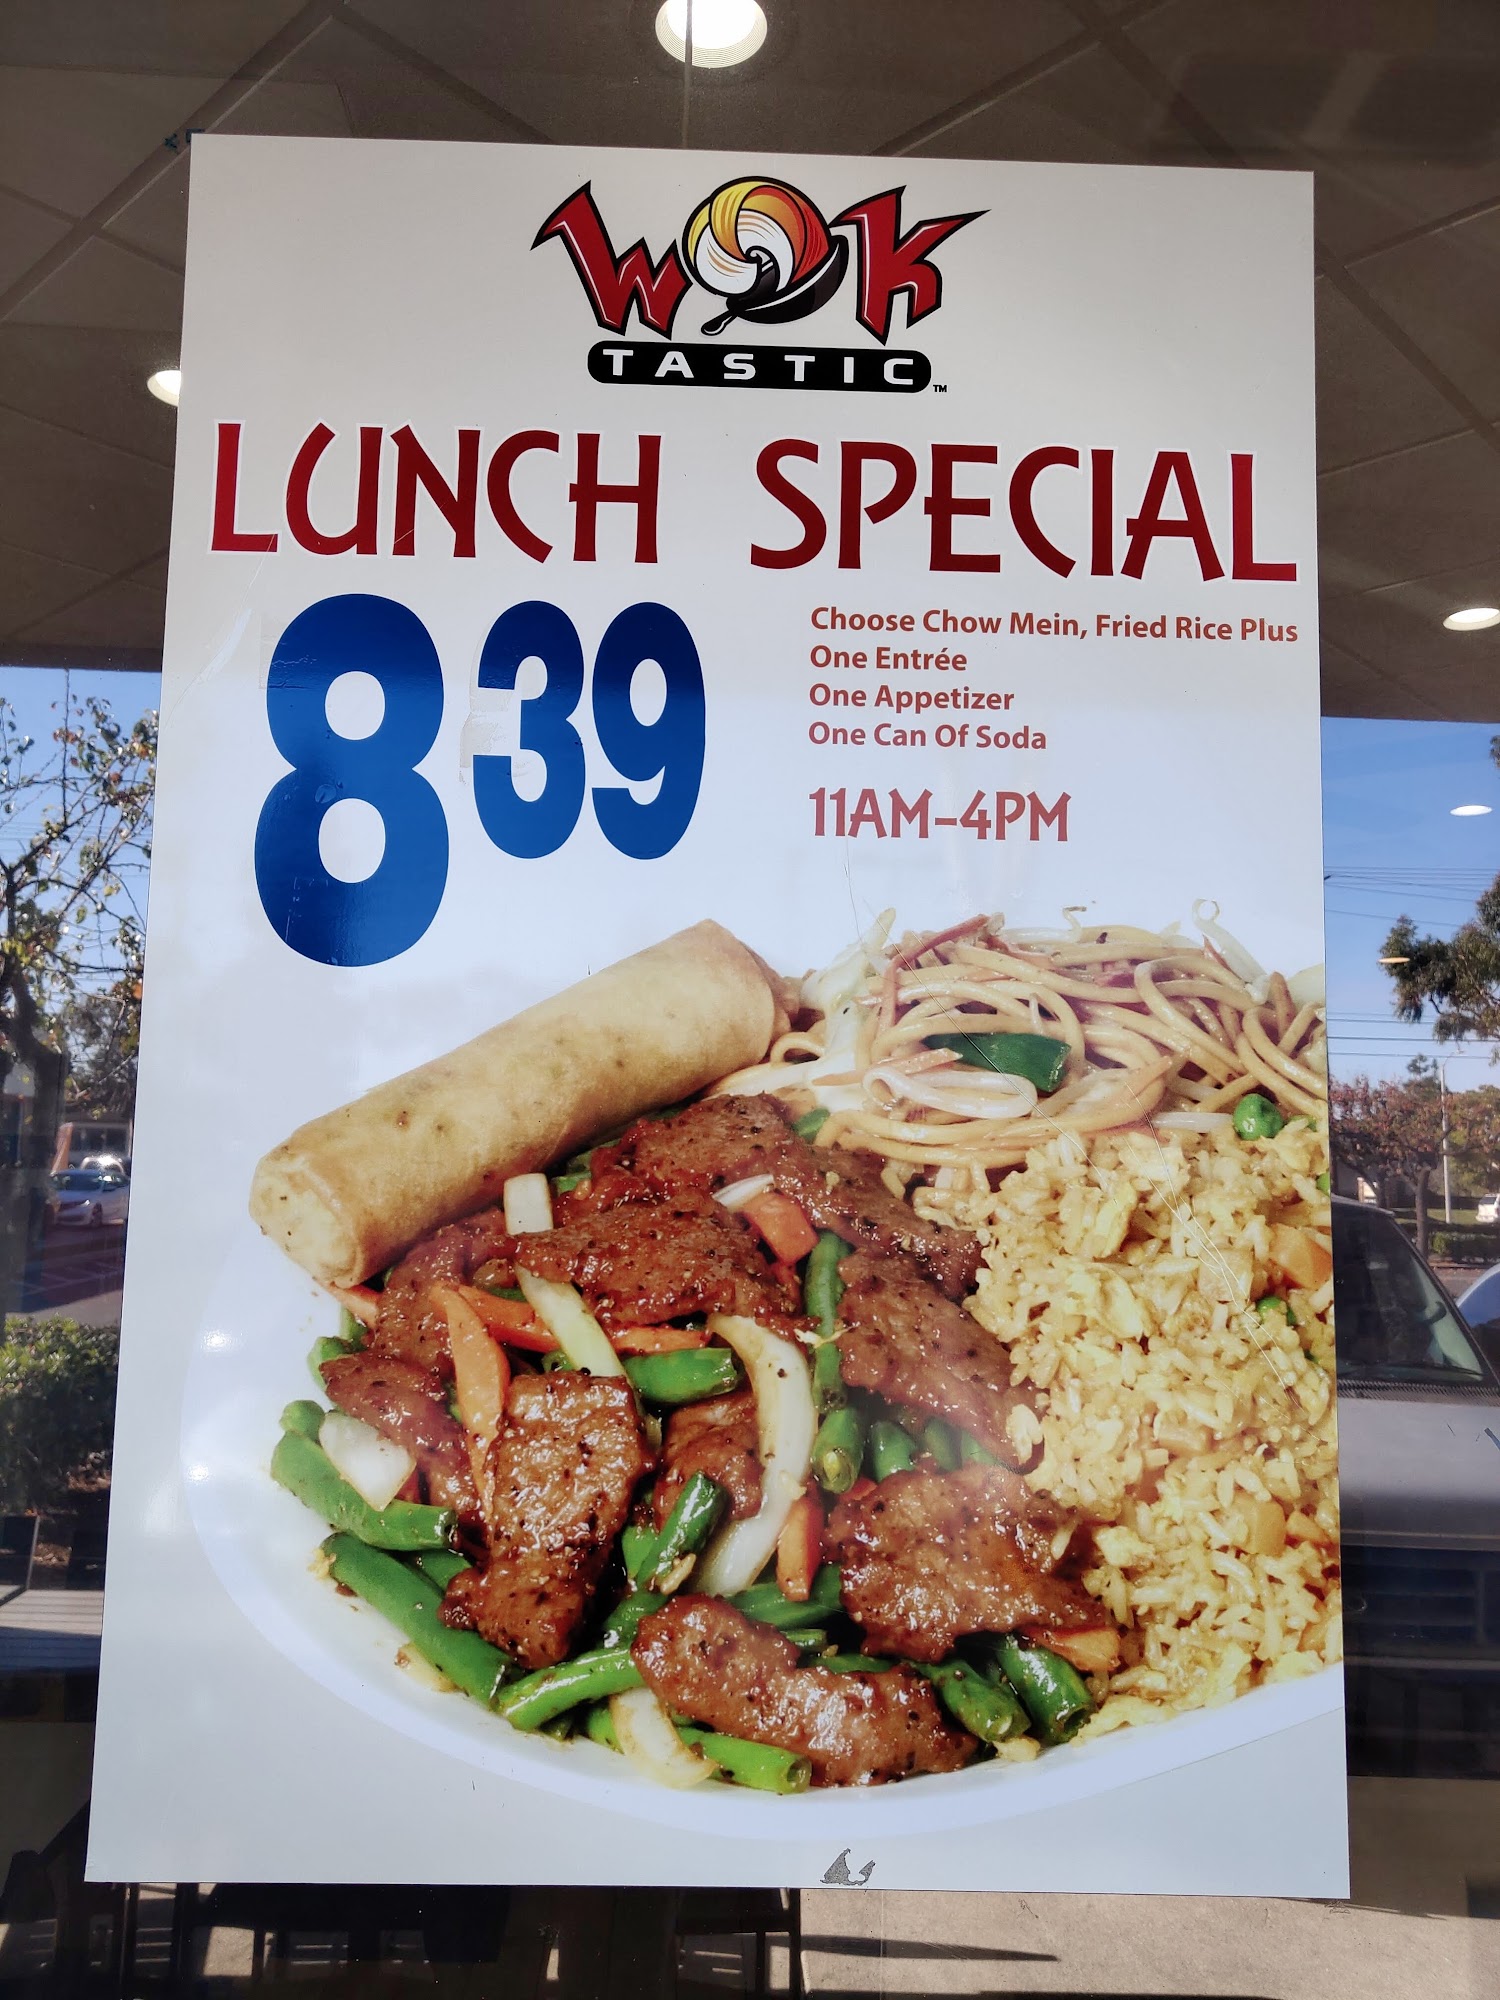 WOK
TASTIC™
LUNCH SPECIAL
8 39
Choose Chow Mein, Fried Rice Plus
One Entrée
One Appetizer
One Can Of Soda
11AM-4PM